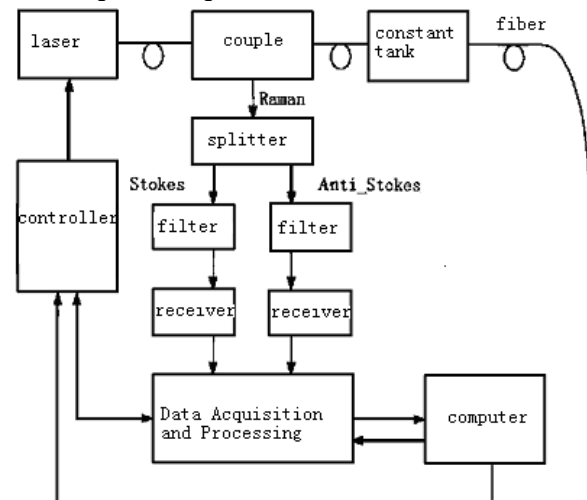 laser
couple
constant
tank
fiber
Raman
splitter
Stokes
Anti_Stokes
controller
filter
filter
receiver
receiver
Data Acquisition
and Processing
computer